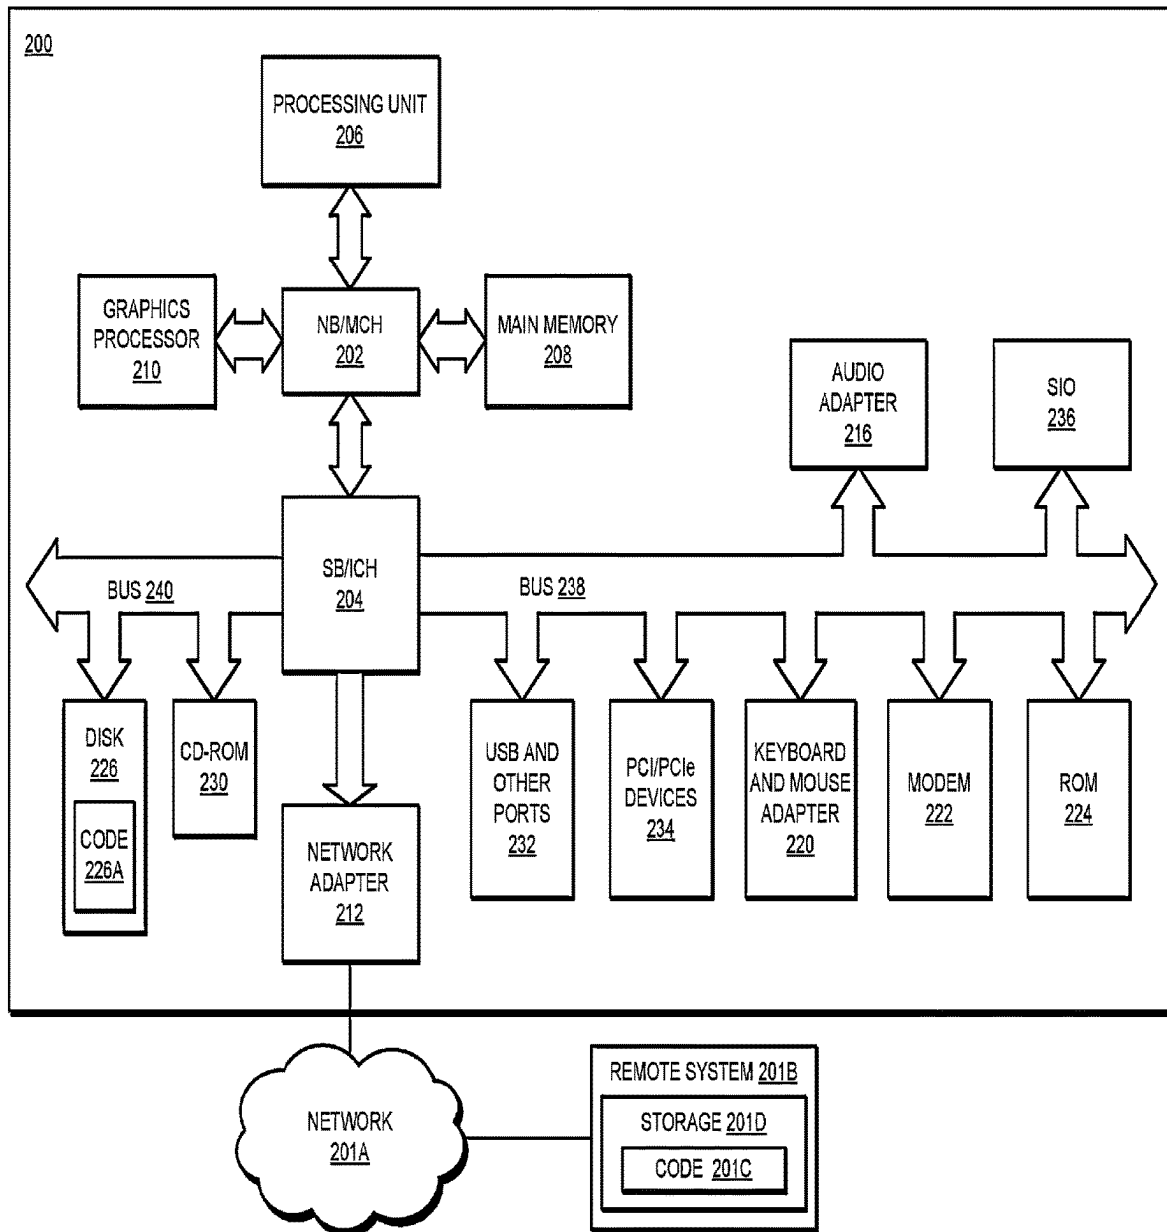 200
PROCESSING UNIT
206
GRAPHICS
PROCESSOR
210
NB/MCH
202
MAIN MEMORY
208
AUDIO
ADAPTER
216
SIO
236
SB/ICH
204
BUS 240
BUS 238
DISK
226
CODE
226A
CD-ROM
230
NETWORK
ADAPTER
212
USB AND
OTHER
PORTS
232
PCI/PCIe
DEVICES
234
KEYBOARD
AND MOUSE
ADAPTER
220
MODEM
222
ROM
224
NETWORK
201A
REMOTE SYSTEM 201B
STORAGE 201D
CODE 201C